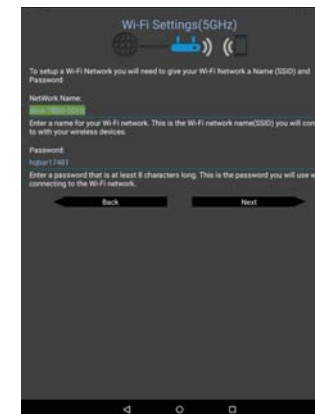 Wi-Fi Settings(5GHz)
To setup a Wi-Fi Network you will need to give your Wi-Fi Network a Name (SSID) and
Password
NetWork Name:
Enter a name for your Wi-Fi network. This is the Wi-Fi network name(SSID) you will con
to with your wireless devices.
Password:
Enter a password that is at least 8 characters long. This is the password you will use w
connecting to the Wi-Fi network.
Back
Next